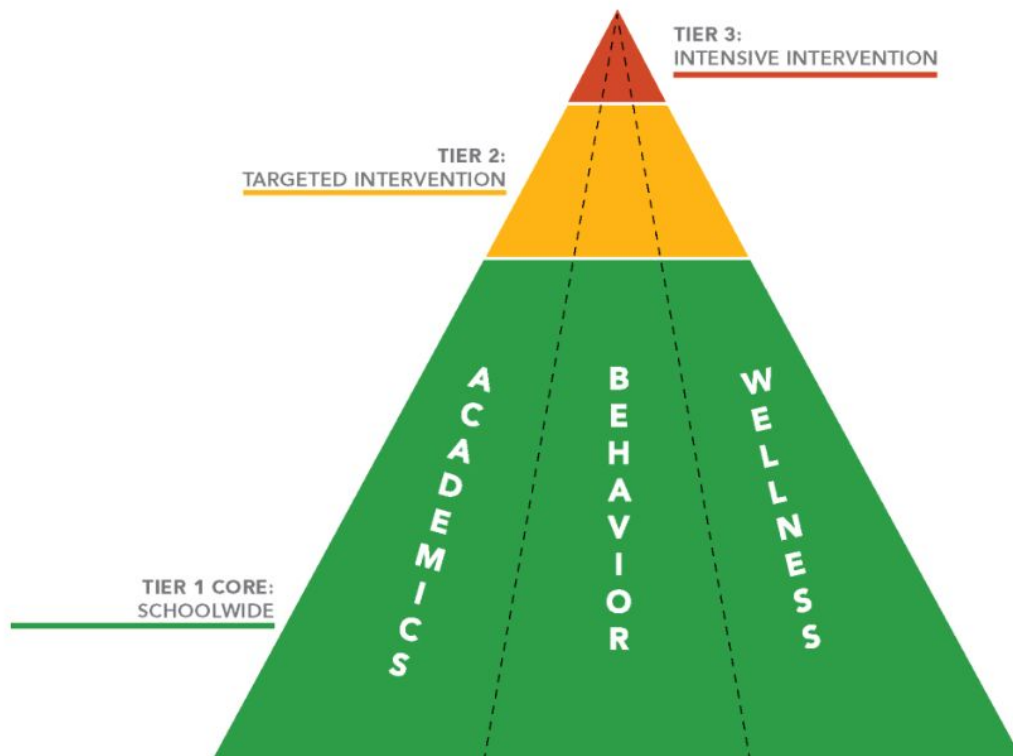 TIER 3:
INTENSIVE INTERVENTION
TIER 2:
TARGETED INTERVENTION
ACADEMICS
BEHAVIOR
WELLNESS
TIER 1 CORE:
SCHOOLWIDE